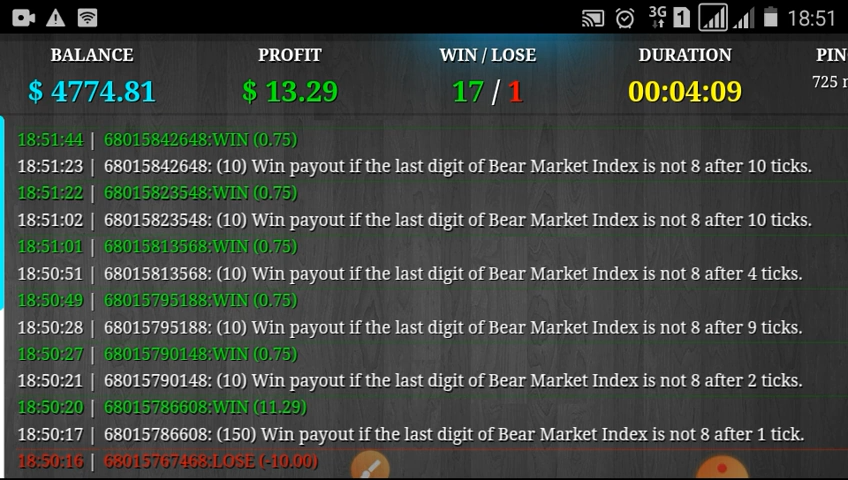 3G 1 18:51
BALANCE PROFIT WIN / LOSE DURATION PIN
$ 4774.81 $ 13.29 17 / 1 00:04:09 725
18:51:44 | 68015842648:WIN (0.75)
18:51:23 | 68015842648: (10) Win payout if the last digit of Bear Market Index is not 8 after 10 ticks.
18:51:22 | 68015823548:WIN (0.75)
18:51:02 | 68015823548: (10) Win payout if the last digit of Bear Market Index is not 8 after 10 ticks.
18:51:01 | 68015813568:WIN (0.75)
18:50:51 | 68015813568: (10) Win payout if the last digit of Bear Market Index is not 8 after 4 ticks.
18:50:49 | 68015795188:WIN (0.75)
18:50:28 | 68015795188: (10) Win payout if the last digit of Bear Market Index is not 8 after 9 ticks.
18:50:27 | 68015790148:WIN (0.75)
18:50:21 | 68015790148: (10) Win payout if the last digit of Bear Market Index is not 8 after 2 ticks.
18:50:20 | 68015786608:WIN (11.29)
18:50:17 | 68015786608: (150) Win payout if the last digit of Bear Market Index is not 8 after 1 tick.
18:50:16 | 68015767468:LOSE (-10.00)